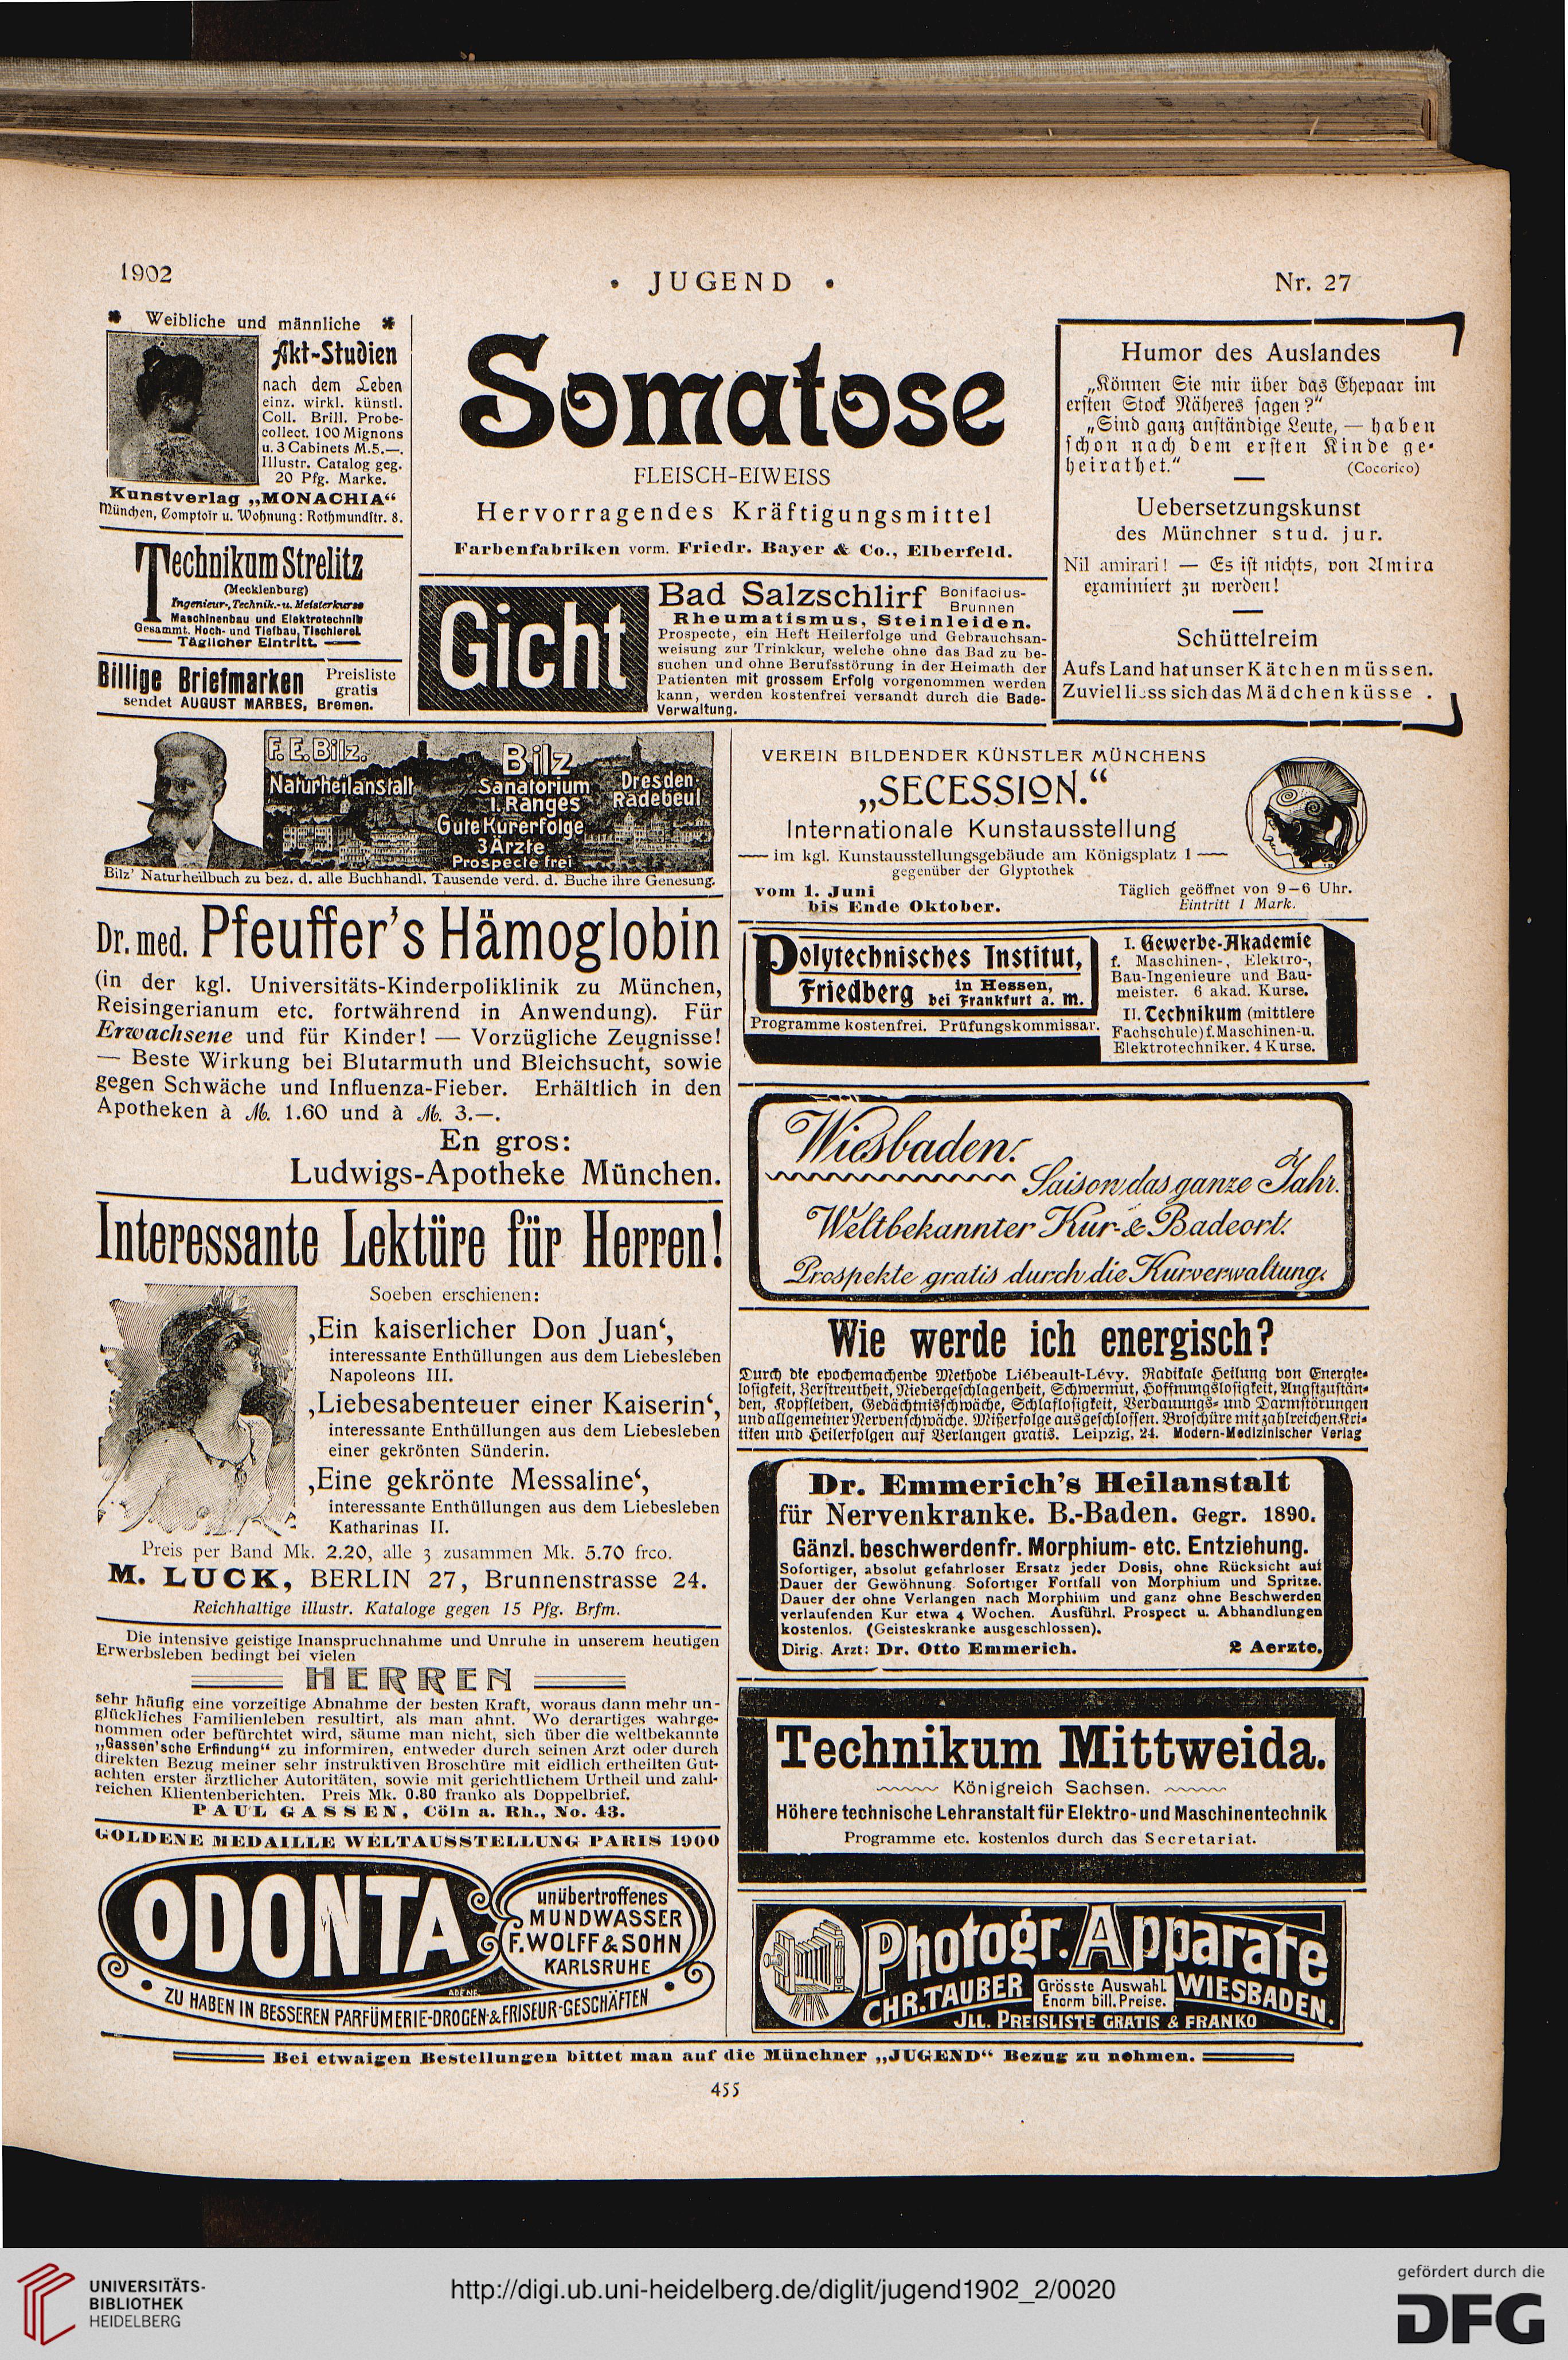 1902
• JUGEND •
Nr. 27
Weibliche und männliche
Akt-Studien
nach dem Leben
einz. wirkl. künstl.
Coll. Brill. Probe-
collect. 100 Mignons
u. 3 Cabinets M.5.—.
Illustr. Catalog geg.
20 Pfg. Marke.
Kunstverlag „MONACHIA“
München, Comptoir u. Wohnung: Rothmundstr. 8.
Technikum Strelitz
(Mecklenburg)
Ingenieur-, Technik.- u. Meisterkurse
Maschinenbau und Elektrotechnik
Gesammt. Hoch- und Tiefbau, Tischlerei.
Täglicher Eintritt.
Billige Briefmarken Preisliste
gratis
sendet AUGUST MARBES, Bremen.
Somatose
FLEISCH-EIWEISS
Hervorragendes Kräftigungsmittel
Farbenfabriken vorm. Friedr. Bayer & Co., Elberfeld.
Gicht
Bad Salzschlirf Bonifacius-
Brunnen
Rheumatismus, Steinleiden.
Prospecte, ein Heft Heilerfolge und Gebrauchsan-
weisung zur Trinkkur, welche ohne das Bad zu be-
suchen und ohne Berufsstörung in der Heimath der
Patienten mit grossem Erfolg vorgenommen werden
kann, werden kostenfrei versandt durch die Bade-
Verwaltung.
Humor des Auslandes
„Können Sie mir über das Ehepaar im
ersten Stock Näheres sagen?“
„Sind ganz anständige Leute, — haben
schon nach dem ersten Kinde ge-
heirathet.“ (Cocorico)
Uebersetzungskunst
des Münchner stud. jur.
Nil amirari! — Es ist nichts, von Amira
examiniert zu werden!
Schüttelreim
Aufs Land hat unser Kätchen müssen.
Zuviel liess sich das Mädchen küssen.
F. E. Bilz.
Naturheilanstalt
Bilz
Sanatorium
I. Ranges
Dresden-
Radebeul
Gute Kurerfolge
3 Ärzte
Prospecte frei
Bilz' Naturheilbuch zu bez. d. alle Buchhandl. Tausende verd. d. Buche ihre Genesung.
Dr. med. Pfeuffer's Hämoglobin
(in der kgl. Universitäts-Kinderpoliklinik zu München,
Reisingerianum etc. fortwährend in Anwendung). Für
Erwachsene und für Kinder! — Vorzügliche Zeugnisse!
— Beste Wirkung bei Blutarmuth und Bleichsucht, sowie
gegen Schwäche und Influenza-Fieber. Erhältlich in den
Apotheken à M. 1.60 und à M. 3.—.
En gros:
Ludwigs-Apotheke München.
Interessante Lektüre für Herren!
Soeben erschienen:
‚Ein kaiserlicher Don Juan‘,
interessante Enthüllungen aus dem Liebesleben
Napoleons III.
‚Liebesabenteuer einer Kaiserin‘,
interessante Enthüllungen aus dem Liebesleben
einer gekrönten Sünderin.
‚Eine gekrönte Messaline‘,
interessante Enthüllungen aus dem Liebesleben
Katharinas II.
Preis per Band Mk. 2.20, alle 3 zusammen Mk. 5.70 frco.
M. LUCK, BERLIN 27, Brunnenstrasse 24.
Reichhaltige illustr. Kataloge gegen 15 Pfg. Brfm.
Die intensive geistige Inanspruchnahme und Unruhe in unserem heutigen
Erwerbsleben bedingt bei vielen
HERREN
sehr häufig eine vorzeitige Abnahme der besten Kraft, woraus dann mehr un-
glückliches Familienleben resultirt, als man ahnt. Wo derartiges wahrge-
nommen oder befürchtet wird, säume man nicht, sich über die weltbekannte
„Gassen'sche Erfindung“ zu informiren, entweder durch seinen Arzt oder durch
direkten Bezug meiner sehr instruktiven Broschüre mit eidlich ertheilten Gut-
achten erster ärztlicher Autoritäten, sowie mit gerichtlichem Urtheil und zahl-
reichen Klientenberichten. Preis Mk. 0.80 franko als Doppelbrief.
PAUL GASSEN, Cöln a. Rh., No. 43.
GOLDENE MEDAILLE WELTAUSSTELLUNG PARIS 1900
ODONTA
unübertroffenes
MUNDWASSER
F. WOLFF & SOHN
KARLSRUHE
ZU HABEN IN BESSEREN PARFÜMERIE-DROGEN-& FRISEUR-GESCHÄFTEN
VEREIN BILDENDER KÜNSTLER MÜNCHENS
„SECESSION.“
Internationale Kunstausstellung
im kgl. Kunstausstellungsgebäude am Königsplatz 1
gegenüber der Glyptothek
vom 1. Juni
bis Ende Oktober.
Täglich geöffnet von 9—6 Uhr.
Eintritt 1 Mark.
Polytechnisches Institut,
Friedberg in Hessen,
bei Frankfurt a. M.
Programme kostenfrei. Prüfungskommissar.
I. Gewerbe-Akademie
f. Maschinen-, Elektro-,
Bau-Ingenieure und Bau-
meister. 6 akad. Kurse.
II. Technikum (mittlere
Fachschule) f. Maschinen-u.
Elektrotechniker. 4 Kurse.
Wiesbaden.
Saison das ganze Jahr.
Weltbekannter Kur- & Badeort.
Prospekte gratis durch die Kurverwaltung.
Wie werde ich energisch?
Durch die epochemachende Methode Liébeault-Lévy. Radikale Heilung von Energie-
losigkeit, Zerstreutheit, Niedergeschlagenheit, Schwermut, Hoffnungslosigkeit, Angstzustän-
den, Kopfleiden, Gedächtnisschwäche, Schlaflosigkeit, Verdauungs- und Darmstörungen
und allgemeiner Nervenschwäche. Mißerfolge ausgeschlossen. Broschüre mit zahlreichen Kri-
tiken und Heilerfolgen auf Verlangen gratis. Leipzig, 24. Modern-Medizinischer Verlag
Dr. Emmerich's Heilanstalt
für Nervenkranke. B.-Baden. Gegr. 1890.
Gänzl. beschwerdenfr. Morphium- etc. Entziehung.
Sofortiger, absolut gefahrloser Ersatz jeder Dosis, ohne Rücksicht auf
Dauer der Gewöhnung. Sofortiger Fortfall von Morphium und Spritze.
Dauer der ohne Verlangen nach Morphium und ganz ohne Beschwerden
verlaufenden Kur etwa 4 Wochen. Ausführl. Prospect u. Abhandlungen
kostenlos. (Geisteskranke ausgeschlossen).
Dirig. Arzt: Dr. Otto Emmerich. 2 Aerzte.
Technikum Mittweida.
Königreich Sachsen.
Höhere technische Lehranstalt für Elektro- und Maschinentechnik
Programme etc. kostenlos durch das Secretariat.
Photogr. Apparate
CHR. TAUBER Grösste Auswahl. WIESBADEN.
Enorm bill. Preise.
JLL. PREISLISTE GRATIS & FRANKO
Bei etwaigen Bestellungen bittet man auf die Münchner „JUGEND“ Bezug zu nehmen.
455
UNIVERSITÄTS-
BIBLIOTHEK
HEIDELBERG
http://digi.ub.uni-heidelberg.de/diglit/jugend1902_2/0020
gefördert durch die
DFG